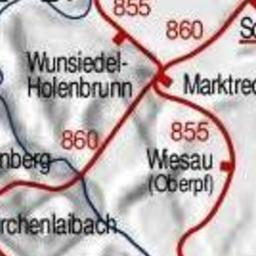 855
860
Wunsiedel-
Holenbrunn
Marktred
860
855
nberg
Wiesau
(Oberpf)
rchenlaibach